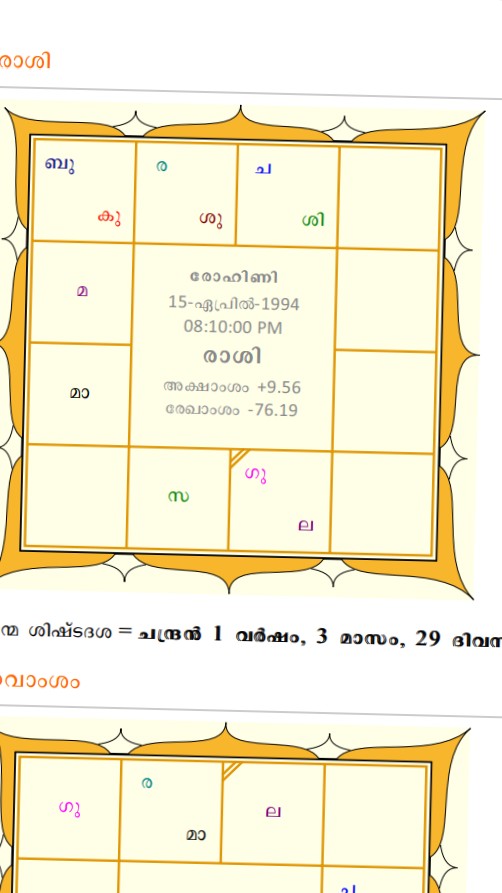 രാശി
ബു ര ച
കു ശു ശി
രോഹിണി
മ
15-ഏപ്രിൽ-1994
08:10:00 PM
രാശി
മാ
അക്ഷാംശം +9.56
രേഖാംശം -76.19
ഗു
സ
ല
ശിഷ്ടദശ = ചന്ദ്രൻ 1 വർഷം, 3 മാസം, 29
ര
ഗു ല
മാ